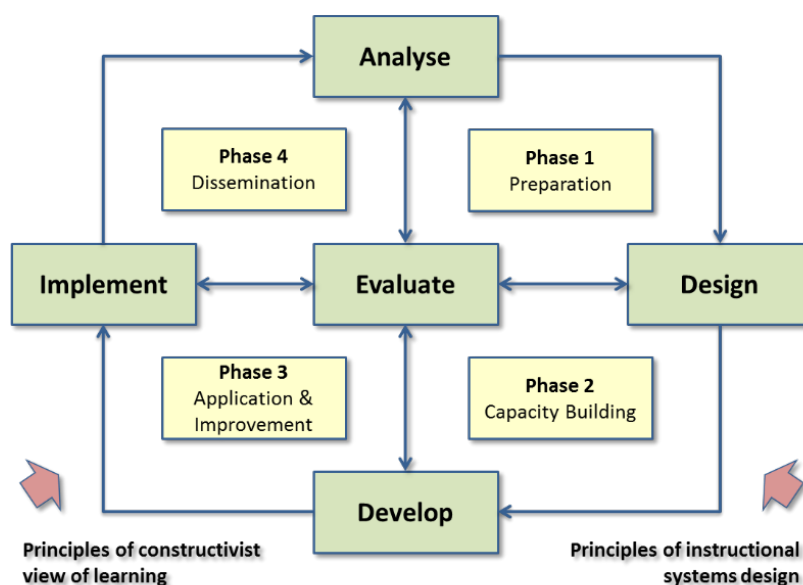 Analyse
Phase 4
Dissemination
Phase 1
Preparation
Implement
Evaluate
Design
Phase 3
Application &
Improvement
Phase 2
Capacity Building
Develop
Principles of constructivist
view of learning
Principles of instructional
systems design